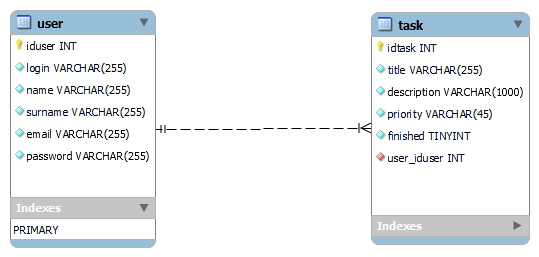 user
iduser INT
login VARCHAR(255)
name VARCHAR(255)
surname VARCHAR(255)
email VARCHAR(255)
password VARCHAR(255)
Indexes
PRIMARY
task
idtask INT
title VARCHAR(255)
description VARCHAR(1000)
priority VARCHAR(45)
finished TINYINT
user_iduser INT
Indexes